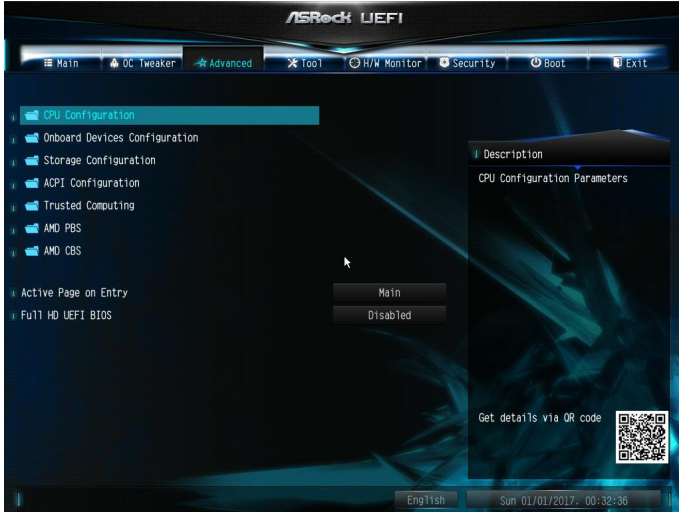 ASRock UEFI
Main OC Tweaker Advanced Tool H/W Monitor Security Boot Exit
CPU Configuration
Onboard Devices Configuration
Storage Configuration
ACPI Configuration
Trusted Computing
AMD PBS
AMD CBS
Active Page on Entry Main
Full HD UEFI BIOS Disabled
Description
CPU Configuration Parameters
Get details via QR code
English Sun 01/01/2017. 00:32:36